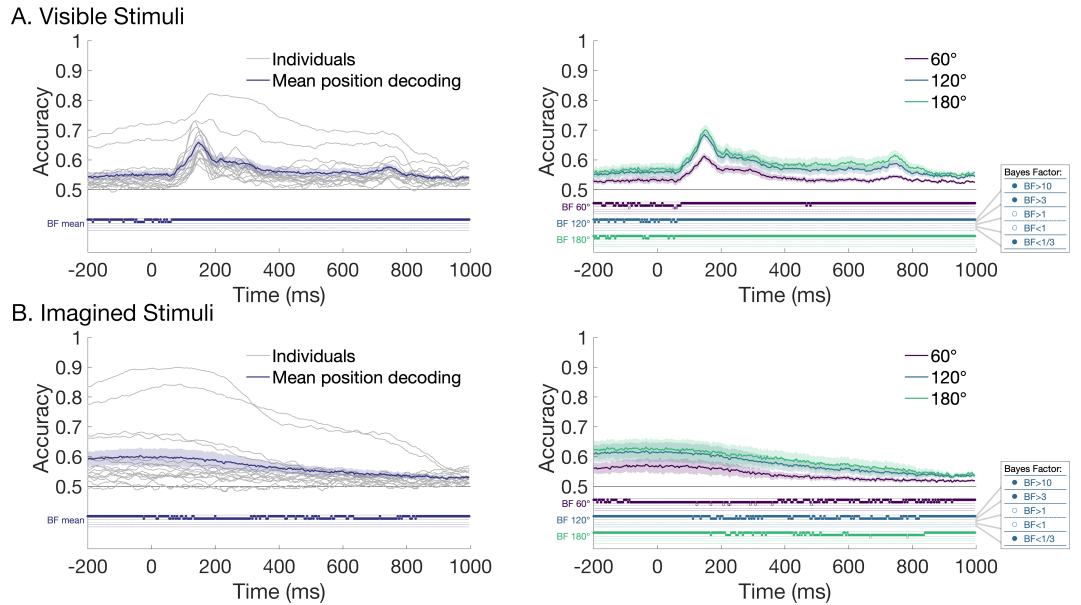 A. Visible Stimuli
1
0.9
0.8
0.7
0.6
0.5
Accuracy
Individuals
Mean position decoding
BF mean
-200 0 200 400 600 800 1000
Time (ms)
1
0.9
0.8
0.7
0.6
0.5
Accuracy
60°
120°
180°
BF 60°
BF 120°
BF 180°
-200 0 200 400 600 800 1000
Time (ms)
Bayes Factor:
BF>10
BF>3
BF>1
BF<1
BF<1/3
B. Imagined Stimuli
1
0.9
0.8
0.7
0.6
0.5
Accuracy
Individuals
Mean position decoding
BF mean
-200 0 200 400 600 800 1000
Time (ms)
1
0.9
0.8
0.7
0.6
0.5
Accuracy
60°
120°
180°
BF 60°
BF 120°
BF 180°
-200 0 200 400 600 800 1000
Time (ms)
Bayes Factor:
BF>10
BF>3
BF>1
BF<1
BF<1/3